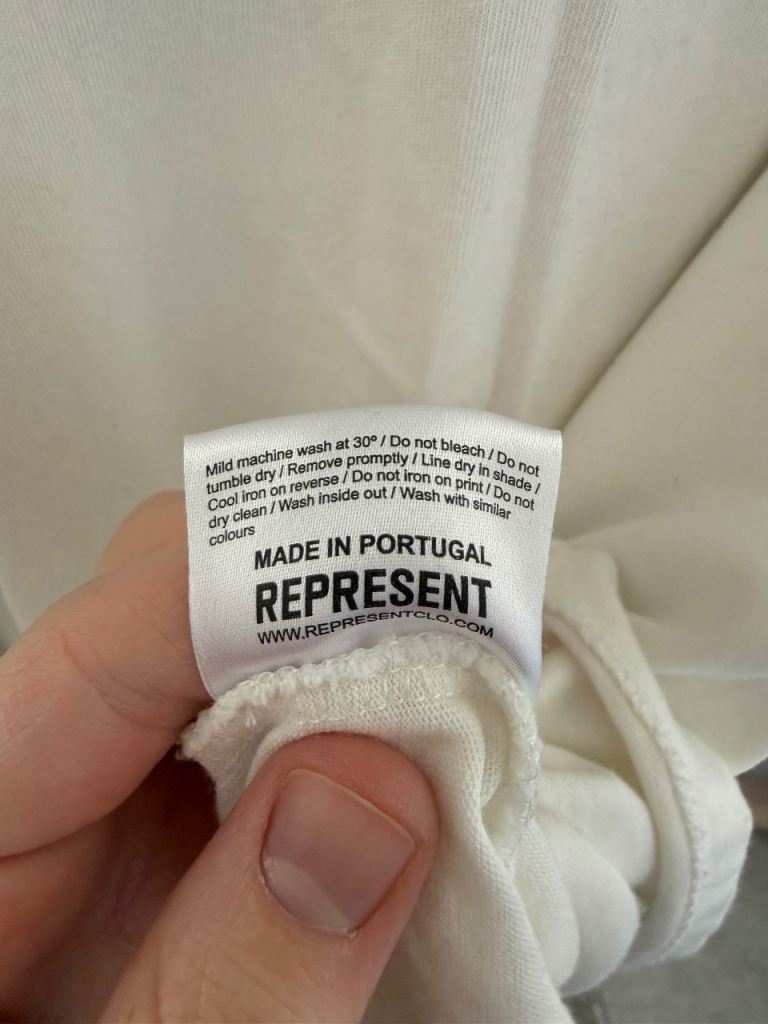 Mild machine wash at 30º / Do not bleach / Do not
tumble dry / Remove promptly / Line dry in shade /
Cool iron on reverse / Do not iron on print / Do not
dry clean / Wash inside out / Wash with similar
colours
MADE IN PORTUGAL
REPRESENT
WWW.REPRESENTCLO.COM